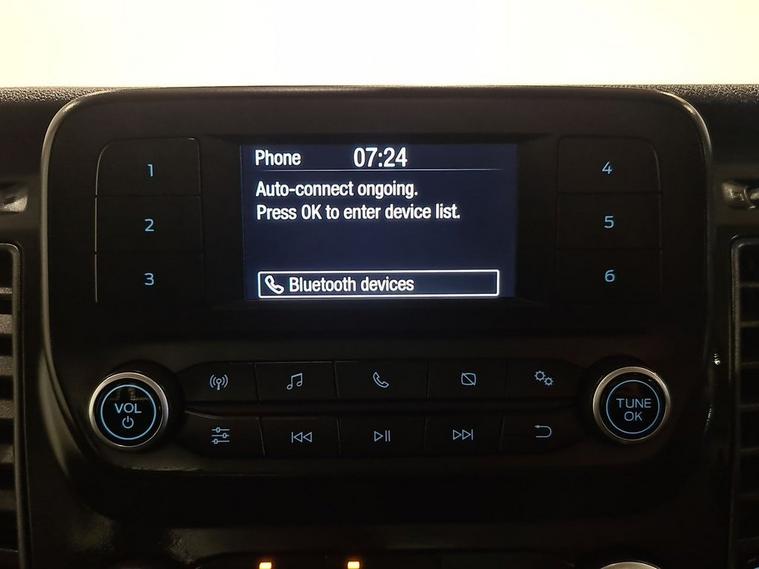 Phone 07:24
Auto-connect ongoing.
Press OK to enter device list.
Bluetooth devices
1
2
3
4
5
6
VOL
TUNE
OK